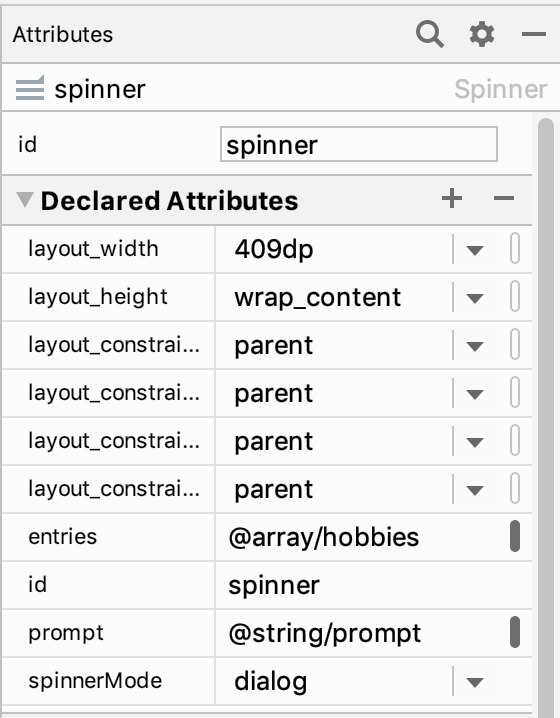 Attributes
spinner Spinner
id spinner
Declared Attributes
layout_width 409dp
layout_height wrap_content
layout_constrai... parent
layout_constrai... parent
layout_constrai... parent
layout_constrai... parent
entries @array/hobbies
id spinner
prompt @string/prompt
spinnerMode dialog